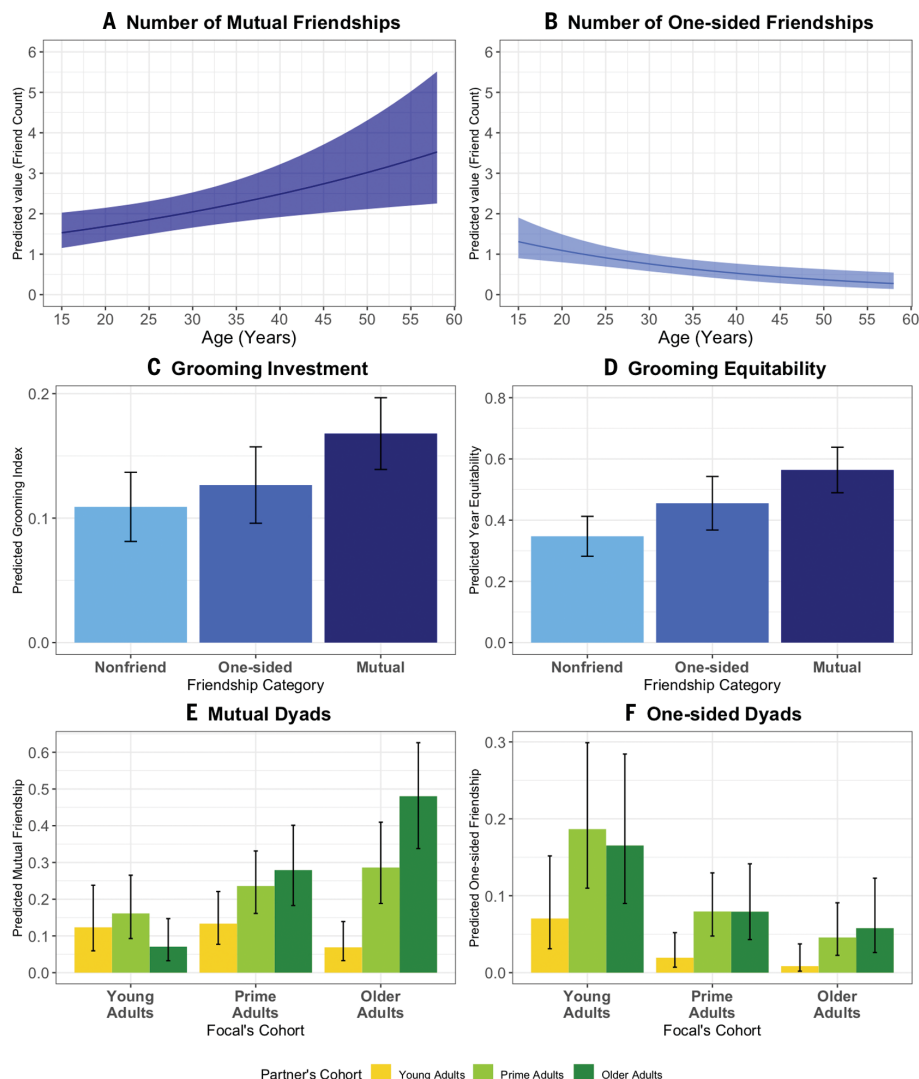 A Number of Mutual Friendships
Predicted value (Friend Count)
6
5
4
3
2
1
0
15 20 25 30 35 40 45 50 55 60
Age (Years)
B Number of One-sided Friendships
Predicted value (Friend Count)
6
5
4
3
2
1
0
15 20 25 30 35 40 45 50 55 60
Age (Years)
C Grooming Investment
Predicted Grooming Index
0.2
0.1
0.0
Nonfriend One-sided Mutual
Friendship Category
D Grooming Equitability
Predicted Year Equitability
0.8
0.6
0.4
0.2
0.0
Nonfriend One-sided Mutual
Friendship Category
E Mutual Dyads
Predicted Mutual Friendship
0.6
0.5
0.4
0.3
0.2
0.1
0.0
Young Prime Older
Adults Adults Adults
Focal's Cohort
F One-sided Dyads
Predicted One-sided Friendship
0.3
0.2
0.1
0.0
Young Prime Older
Adults Adults Adults
Focal's Cohort
Partner's Cohort Young Adults Prime Adults Older Adults